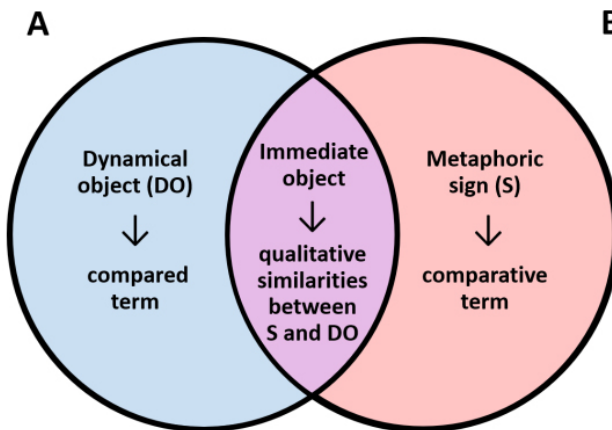 A
B
Dynamical
object (DO)
↓
compared
term
Immediate
object
↓
qualitative
similarities
between
S and DO
Metaphoric
sign (S)
↓
comparative
term